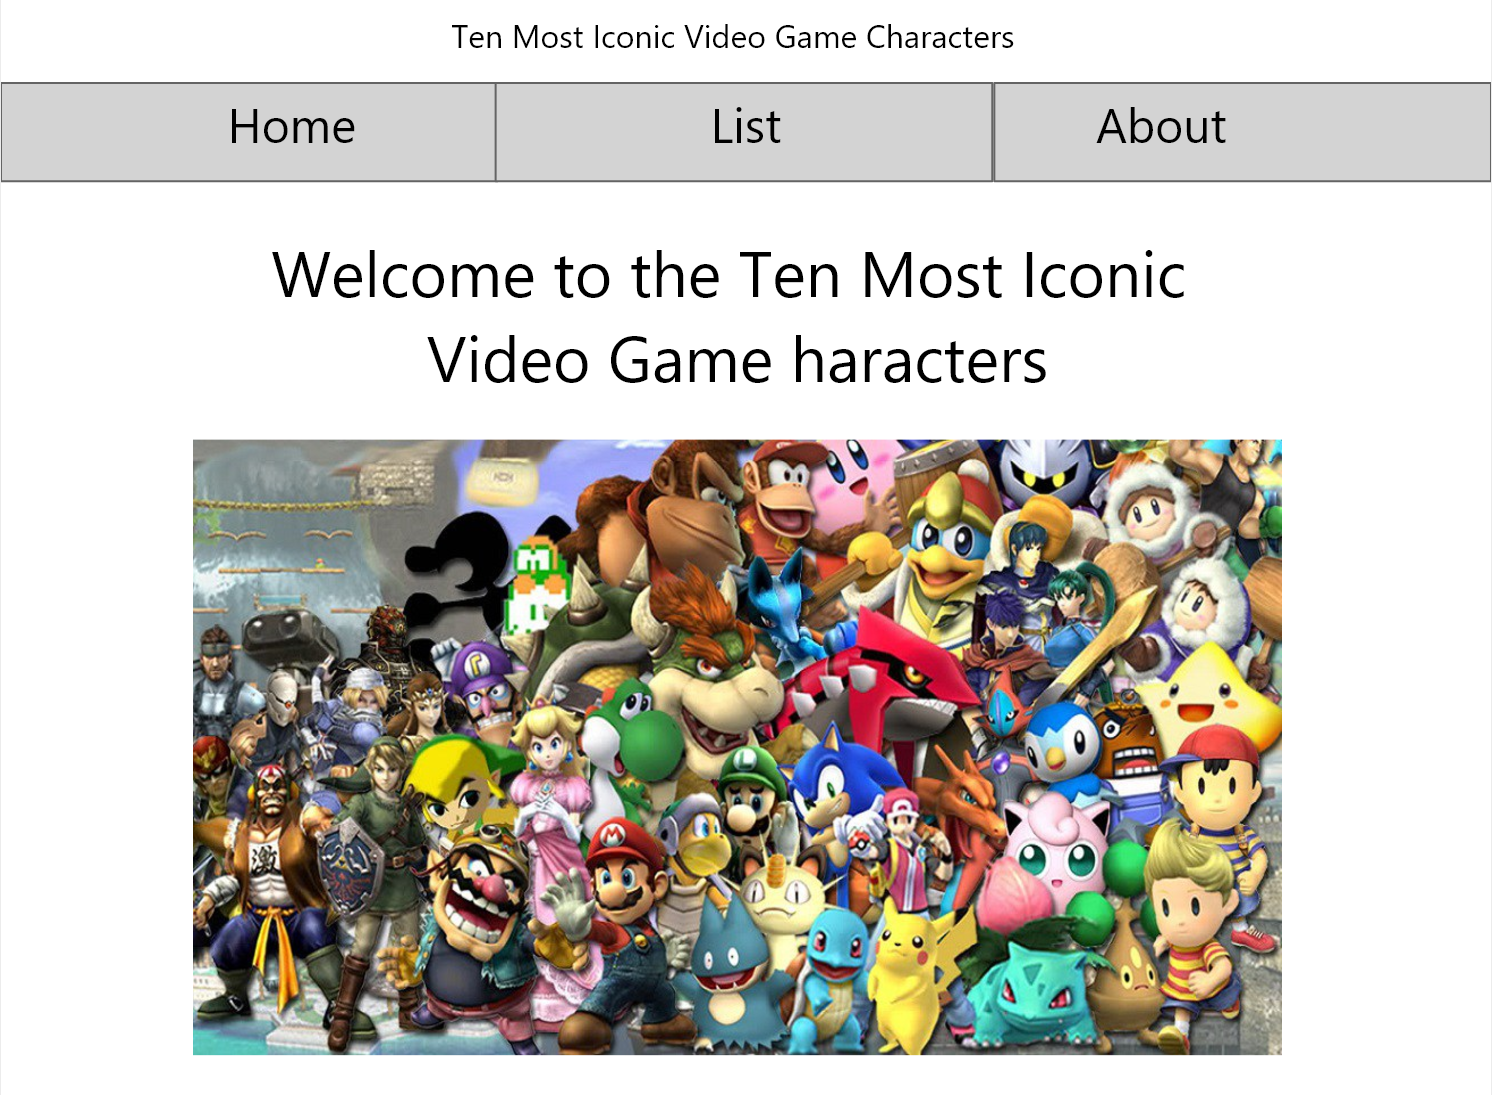 Ten Most Iconic Video Game Characters
Home
List
About
Welcome to the Ten Most Iconic
Video Game haracters